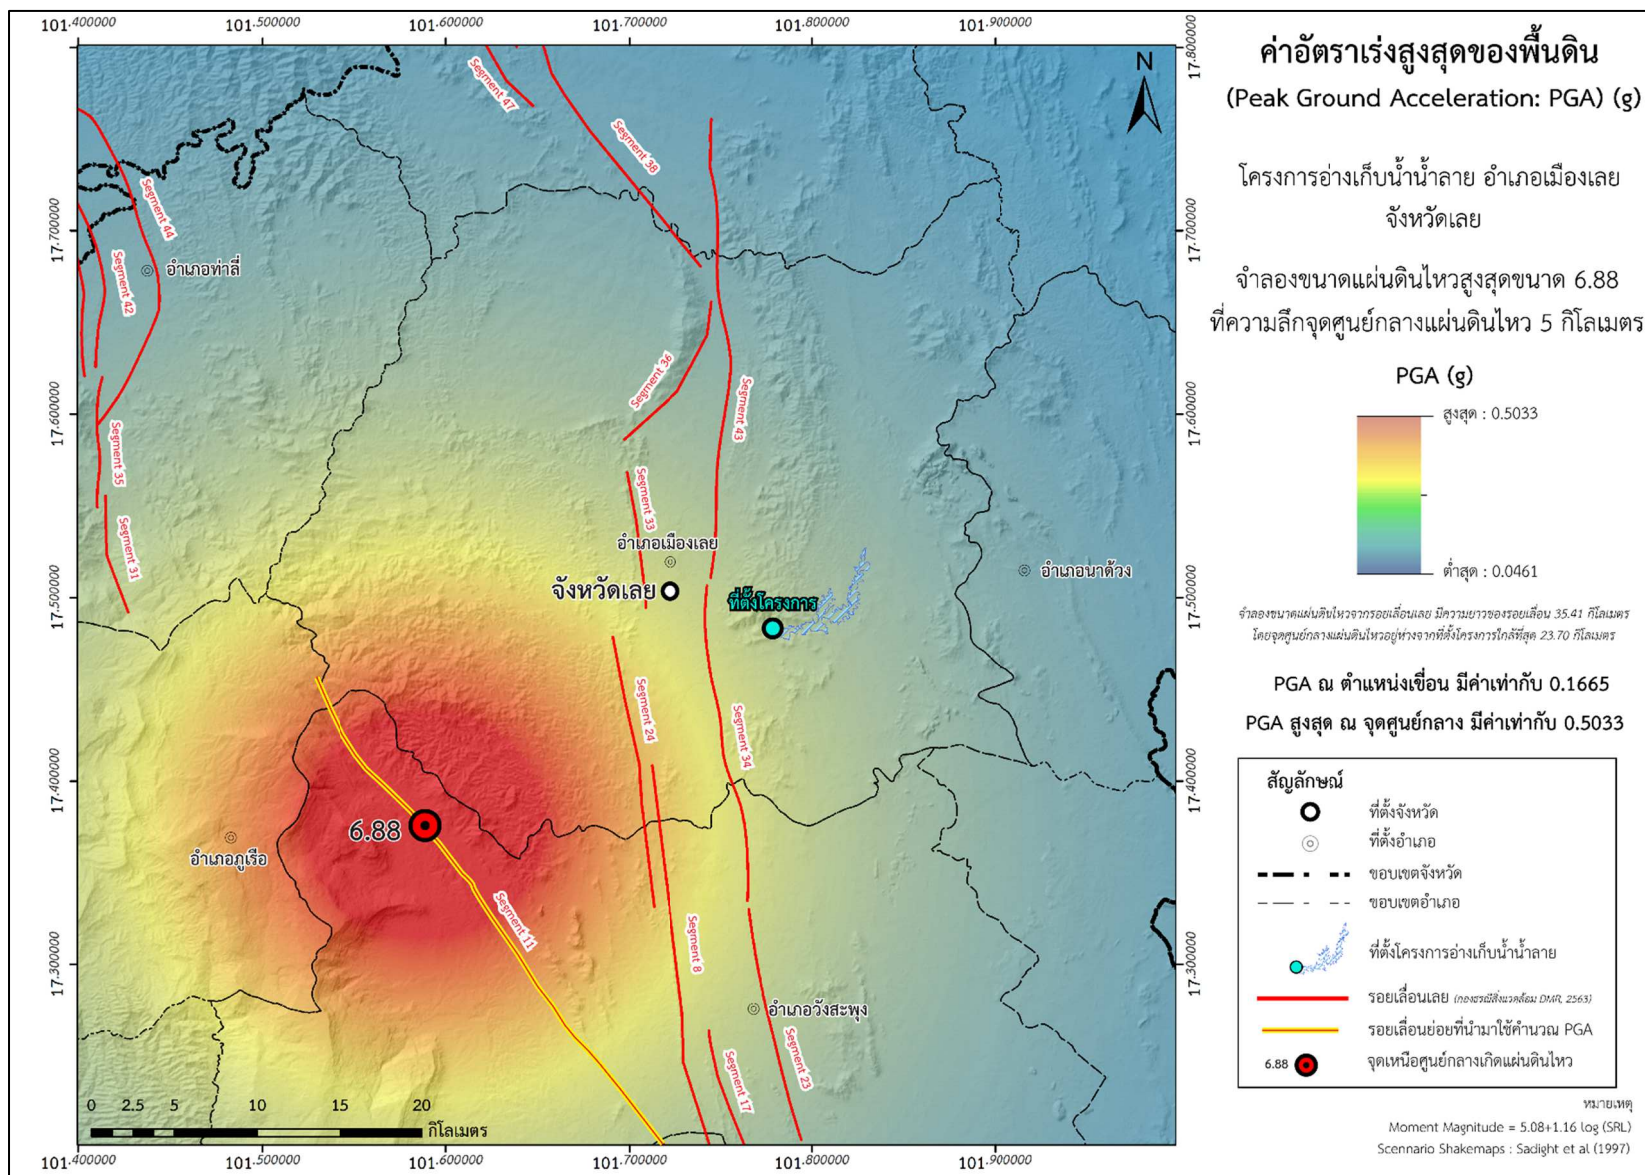 101.400000 101.500000 101.600000 101.700000 101.800000 101.900000
17.800000
17.700000
17.600000
17.500000
17.400000
17.300000
17.800000
17.700000
17.600000
17.500000
17.400000
17.300000
N
Segment 47
Segment 38
Segment 44
Segment 42
อำเภอท่าลี่
Segment 36
Segment 43
Segment 35
Segment 33
Segment 31
อำเภอเมืองเลย
จังหวัดเลย
ที่ตั้งโครงการ
อำเภอนาด้วง
Segment 24
Segment 34
6.88
อำเภอภูเรือ
Segment 11
Segment 8
อำเภอวังสะพุง
Segment 23
Segment 17
0 2.5 5 10 15 20
กิโลเมตร
101.400000 101.500000 101.600000 101.700000 101.800000 101.900000
ค่าอัตราเร่งสูงสุดของพื้นดิน
(Peak Ground Acceleration: PGA) (g)
โครงการอ่างเก็บน้ำน้ำลาย อำเภอเมืองเลย
จังหวัดเลย
จำลองขนาดแผ่นดินไหวสูงสุดขนาด 6.88
ที่ความลึกจุดศูนย์กลางแผ่นดินไหว 5 กิโลเมตร
PGA (g)
สูงสุด : 0.5033
ต่ำสุด : 0.0461
จำลองขนาดแผ่นดินไหวจากรอยเลื่อนเลย มีความยาวของรอยเลื่อน 35.41 กิโลเมตร
โดยจุดศูนย์กลางแผ่นดินไหวอยู่ห่างจากที่ตั้งโครงการใกล้ที่สุด 23.70 กิโลเมตร
PGA ณ ตำแหน่งเขื่อน มีค่าเท่ากับ 0.1665
PGA สูงสุด ณ จุดศูนย์กลาง มีค่าเท่ากับ 0.5033
สัญลักษณ์
ที่ตั้งจังหวัด
ที่ตั้งอำเภอ
ขอบเขตจังหวัด
ขอบเขตอำเภอ
ที่ตั้งโครงการอ่างเก็บน้ำน้ำลาย
รอยเลื่อนเลย (กองธรณีสิ่งแวดล้อม DMR, 2563)
รอยเลื่อนย่อยที่นำมาใช้คำนวณ PGA
6.88 จุดเหนือศูนย์กลางเกิดแผ่นดินไหว
หมายเหตุ
Moment Magnitude = 5.08+1.16 log (SRL)
Scennario Shakemaps : Sadight et al (1997)